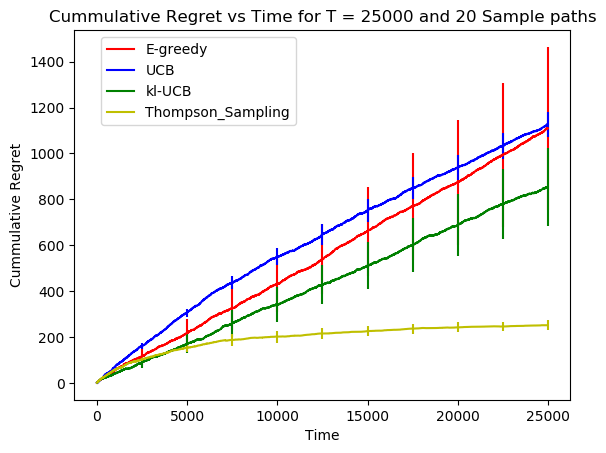 Cummulative Regret vs Time for T = 25000 and 20 Sample paths
E-greedy
UCB
kl-UCB
Thompson_Sampling
Cummulative Regret
1400
1200
1000
800
600
400
200
0
0 5000 10000 15000 20000 25000
Time